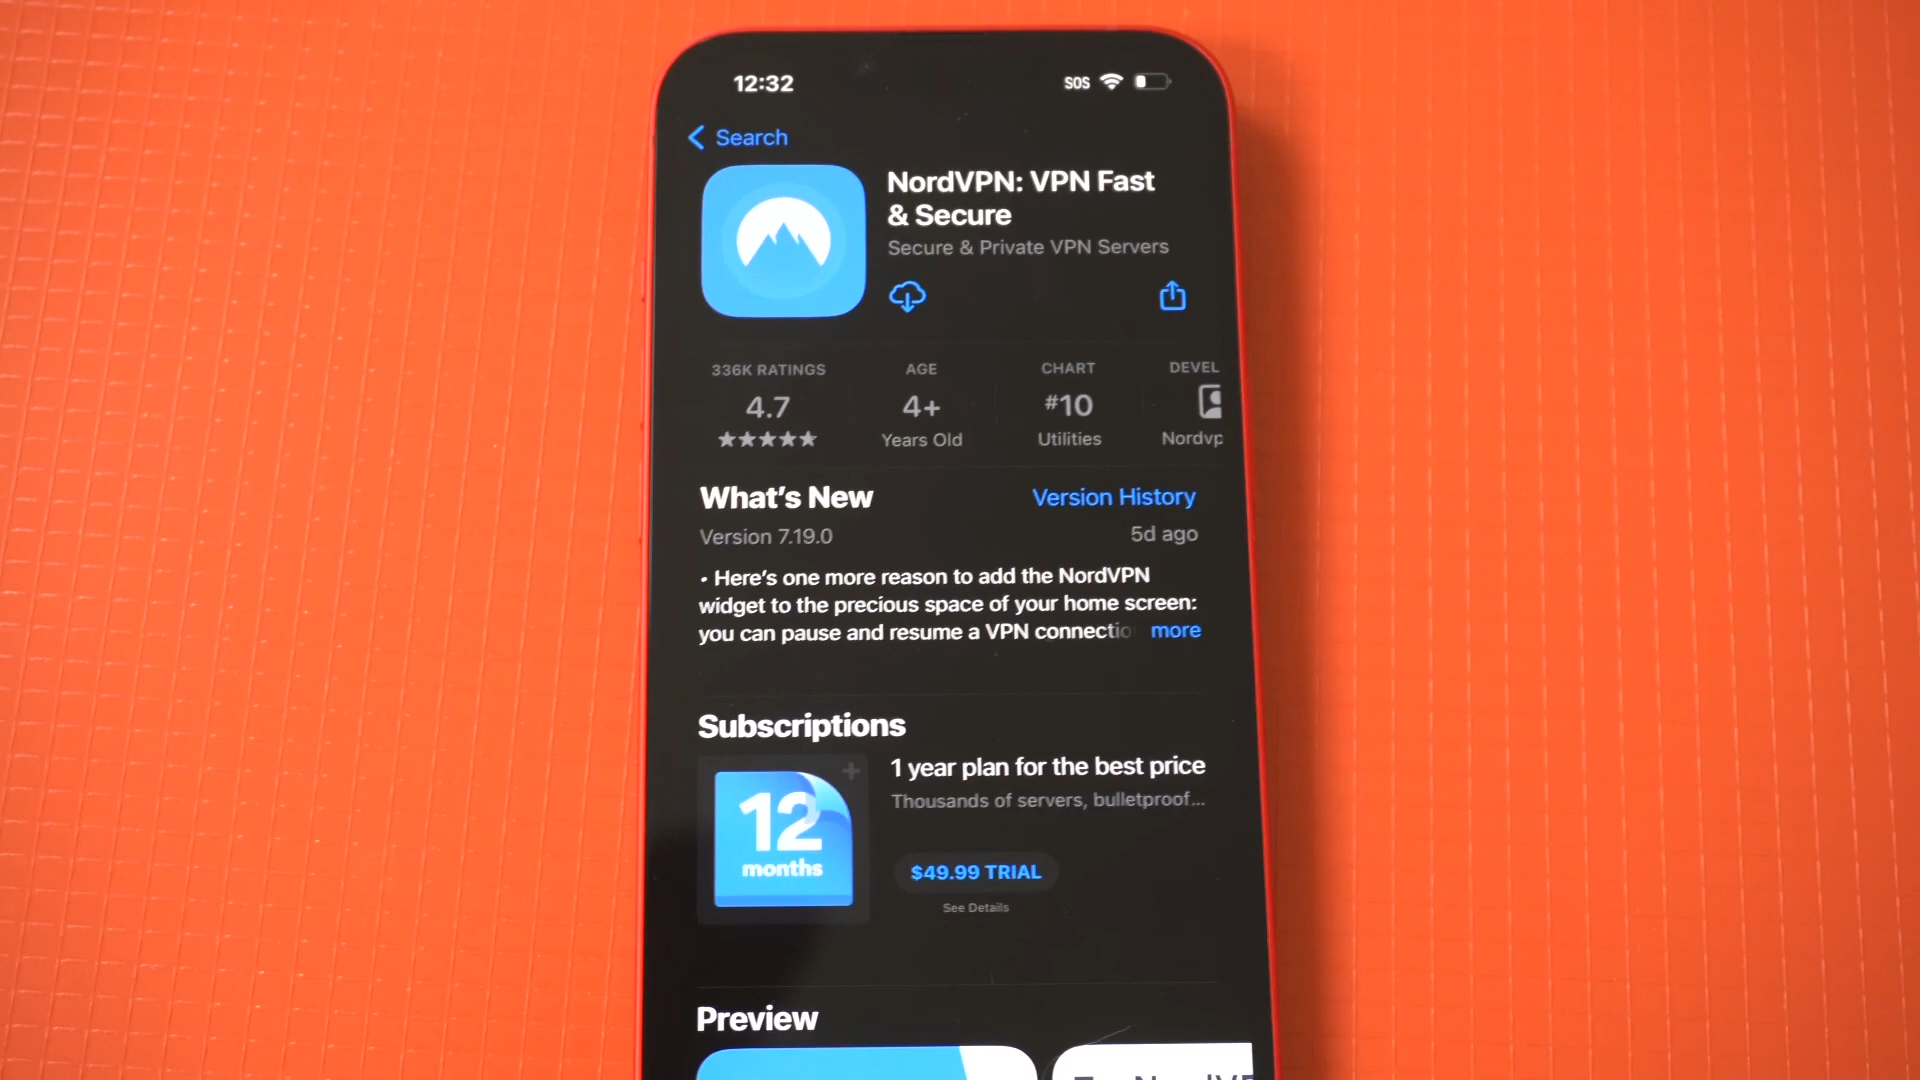 12:32
SOS
Search
NordVPN: VPN Fast
& Secure
Secure & Private VPN Servers
336K RATINGS
4.7
AGE
4+
Years Old
CHART
#10
Utilities
DEVEL
Nordvp
What's New
Version History
Version 7.19.0
5d ago
• Here's one more reason to add the NordVPN
widget to the precious space of your home screen:
you can pause and resume a VPN connectio
more
Subscriptions
12
months
1 year plan for the best price
Thousands of servers, bulletproof...
$49.99 TRIAL
See Details
Preview